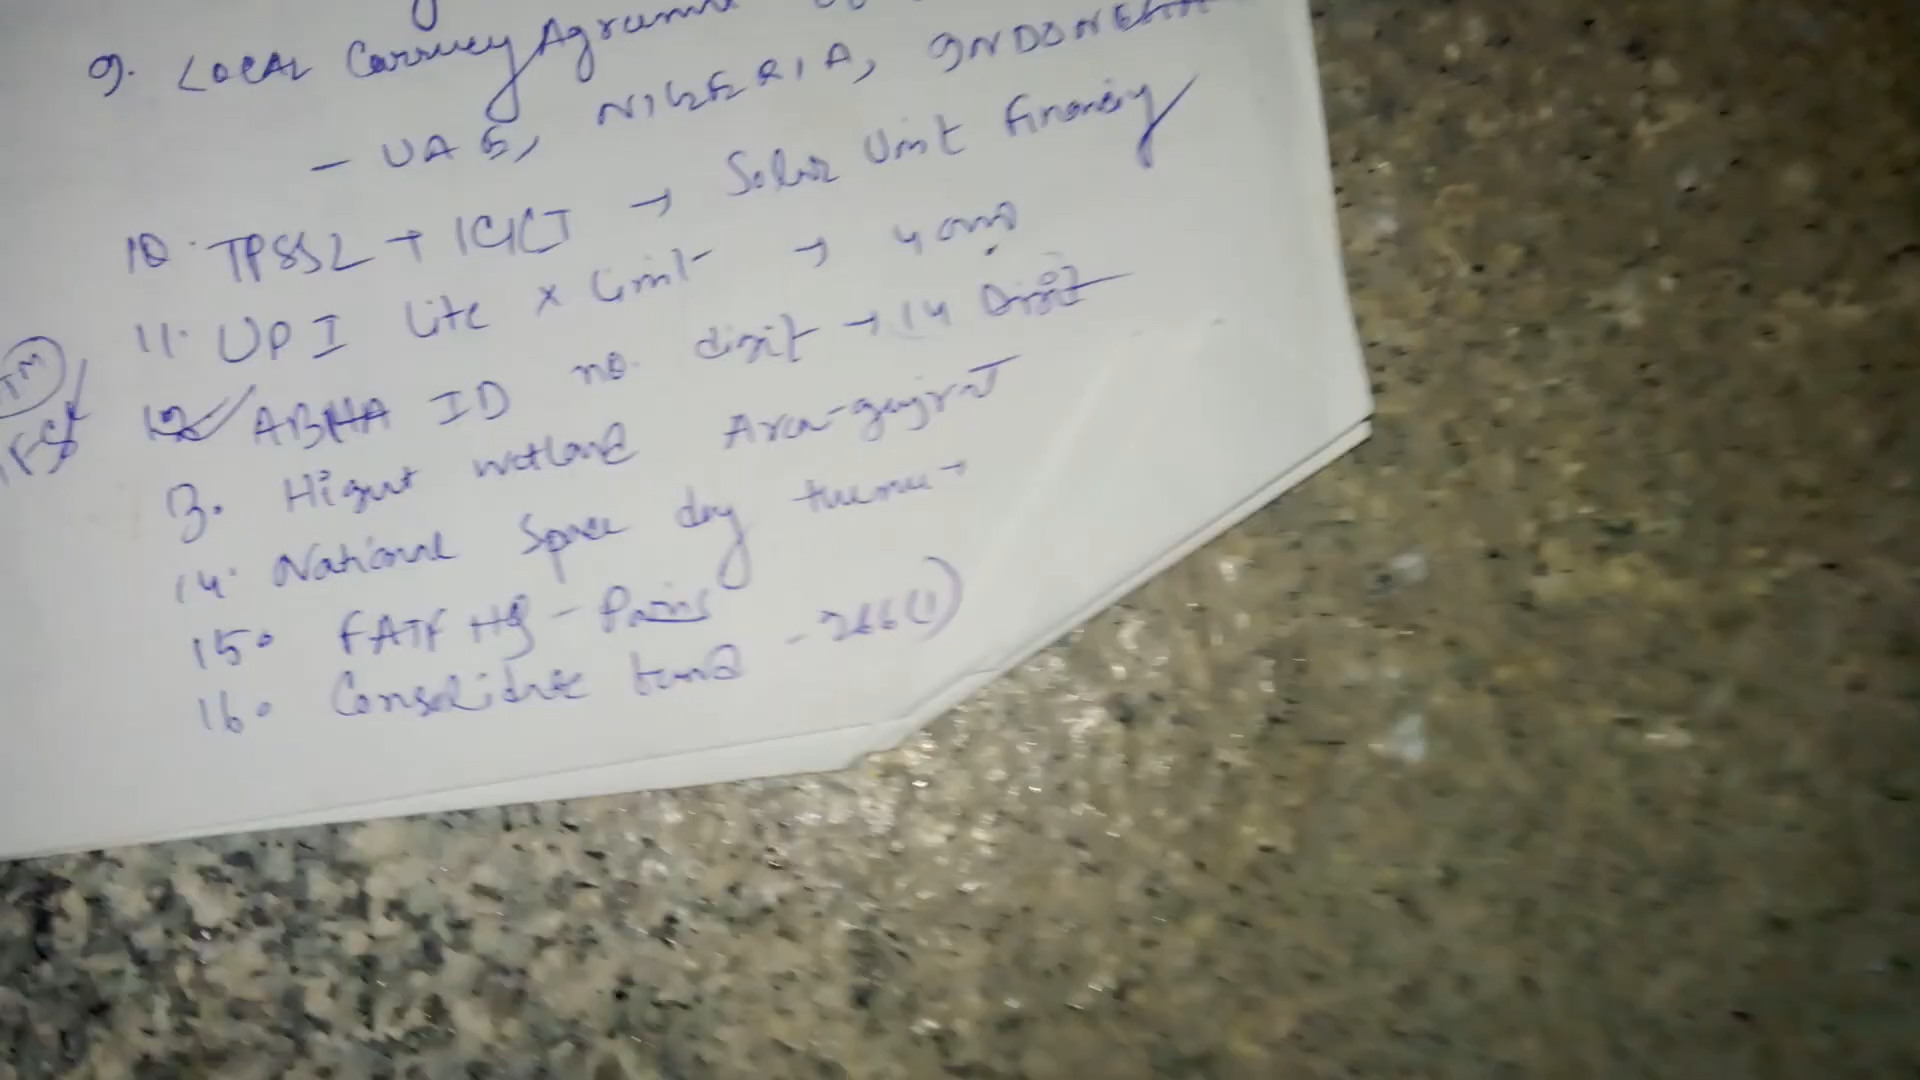 9. LOCAL Currency Agreement
- UAE, NIGERIA, INDONESIA
10. TPSSL + ICICI → Solar Unit Financing
11. UPI Lite x limit →
12 ABHA ID no. digit → 14 Digit
3. Highest wetland Area - gujrat
14. National Space day theme →
15. FATF HQ - Paris
16. Consolidate fund - 266(1)